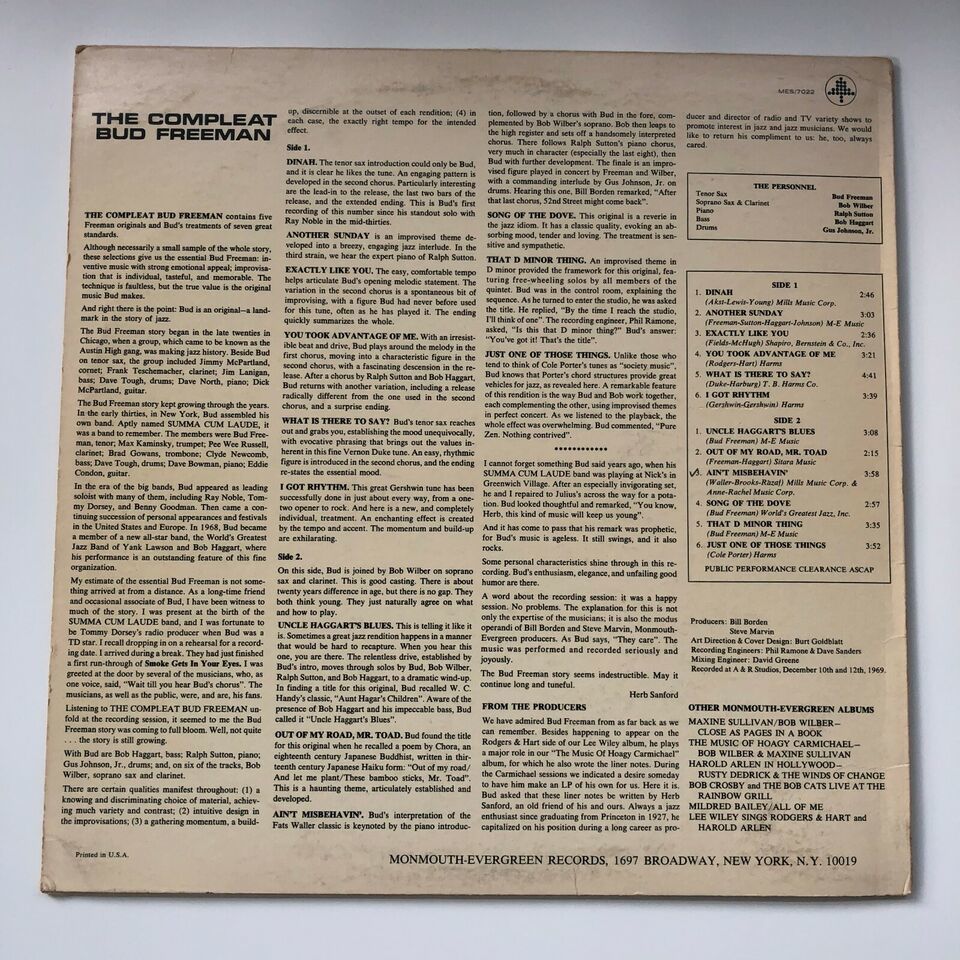 MES/7022
THE COMPLEAT
BUD FREEMAN
THE COMPLEAT BUD FREEMAN contains five
Freeman originals and Bud's treatments of seven great
standards.
Although necessarily a small sample of the whole story,
these selections give us the essential Bud Freeman: in-
ventive music with strong emotional appeal; improvisa-
tion that is individual, tasteful, and memorable. The
technique is faultless, but the true value is the original
music Bud makes.
And right there is the point: Bud is an original—a land-
mark in the story of jazz.
The Bud Freeman story began in the late twenties in
Chicago, when a group, which came to be known as the
Austin High gang, was making jazz history. Beside Bud
on tenor sax, the group included Jimmy McPartland,
cornet; Frank Teschemacher, clarinet; Jim Lanigan,
bass; Dave Tough, drums; Dave North, piano; Dick
McPartland, guitar.
The Bud Freeman story kept growing through the years.
In the early thirties, in New York, Bud assembled his
own band. Aptly named SUMMA CUM LAUDE, it
was a band to remember. The members were Bud Free-
man, tenor; Max Kaminsky, trumpet; Pee Wee Russell,
clarinet; Brad Gowans, trombone; Clyde Newcomb,
bass; Dave Tough, drums; Dave Bowman, piano; Eddie
Condon, guitar.
In the era of the big bands, Bud appeared as leading
soloist with many of them, including Ray Noble, Tom-
my Dorsey, and Benny Goodman. Then came a con-
tinuing succession of personal appearances and festivals
in the United States and Europe. In 1968, Bud became
a member of a new all-star band, the World's Greatest
Jazz Band of Yank Lawson and Bob Haggart, where
his performance is an outstanding feature of this fine
organization.
My estimate of the essential Bud Freeman is not some-
thing arrived at from a distance. As a long-time friend
and occasional associate of Bud, I have been witness to
much of the story. I was present at the birth of the
SUMMA CUM LAUDE band, and I was fortunate to
be Tommy Dorsey's radio producer when Bud was a
TD star. I recall dropping in on a rehearsal for a record-
ing date. I arrived during a break. They had just finished
a first run-through of Smoke Gets In Your Eyes. I was
greeted at the door by several of the musicians, who, as
one voice, said, "Wait till you hear Bud's chorus". The
musicians, as well as the public, were, and are, his fans.
Listening to THE COMPLEAT BUD FREEMAN un-
fold at the recording session, it seemed to me the Bud
Freeman story was coming to full bloom. Well, not quite
. . . the story is still growing.
With Bud are Bob Haggart, bass; Ralph Sutton, piano;
Gus Johnson, Jr., drums; and, on six of the tracks, Bob
Wilber, soprano sax and clarinet.
There are certain qualities manifest throughout: (1) a
knowing and discriminating choice of material, achiev-
ing much variety and contrast; (2) intuitive design in
the improvisations; (3) a gathering momentum, a build-
up, discernible at the outset of each rendition; (4) in
each case, the exactly right tempo for the intended
effect.
Side 1.
DINAH. The tenor sax introduction could only be Bud,
and it is clear he likes the tune. An engaging pattern is
developed in the second chorus. Particularly interesting
are the lead-in to the release, the last two bars of the
release, and the extended ending. This is Bud's first
recording of this number since his standout solo with
Ray Noble in the mid-thirties.
ANOTHER SUNDAY is an improvised theme de-
veloped into a breezy, engaging jazz interlude. In the
third strain, we hear the expert piano of Ralph Sutton.
EXACTLY LIKE YOU. The easy, comfortable tempo
helps articulate Bud's opening melodic statement. The
variation in the second chorus is a spontaneous bit of
improvising, with a figure Bud had never before used
for this tune, often as he has played it. The ending
quickly summarizes the whole.
YOU TOOK ADVANTAGE OF ME. With an irresist-
ible beat and drive, Bud plays around the melody in the
first chorus, moving into a characteristic figure in the
second chorus, with a fascinating descension in the re-
lease. After a chorus by Ralph Sutton and Bob Haggart,
Bud returns with another variation, including a release
radically different from the one used in the second
chorus, and a surprise ending.
WHAT IS THERE TO SAY? Bud's tenor sax reaches
out and grabs you, establishing the mood unequivocally,
with evocative phrasing that brings out the values in-
herent in this fine Vernon Duke tune. An easy, rhythmic
figure is introduced in the second chorus, and the ending
re-states the essential mood.
I GOT RHYTHM. This great Gershwin tune has been
successfully done in just about every way, from a one-
two opener to rock. And here is a new, and completely
individual, treatment. An enchanting effect is created
by the tempo and accent. The momentum and build-up
are exhilarating.
Side 2.
On this side, Bud is joined by Bob Wilber on soprano
sax and clarinet. This is good casting. There is about
twenty years difference in age, but there is no gap. They
both think young. They just naturally agree on what
and how to play.
UNCLE HAGGART'S BLUES. This is telling it like it
is. Sometimes a great jazz rendition happens in a manner
that would be hard to recapture. When you hear this
one, you are there. The relentless drive, established by
Bud's intro, moves through solos by Bud, Bob Wilber,
Ralph Sutton, and Bob Haggart, to a dramatic wind-up.
In finding a title for this original, Bud recalled W. C.
Handy's classic, "Aunt Hagar's Children". Aware of the
presence of Bob Haggart and his impeccable bass, Bud
called it "Uncle Haggart's Blues".
OUT OF MY ROAD, MR. TOAD. Bud found the title
for this original when he recalled a poem by Chora, an
eighteenth century Japanese Buddhist, written in thir-
teenth century Japanese Haiku form: "Out of my road/
And let me plant/These bamboo sticks, Mr. Toad".
This is a haunting theme, articulately established and
developed.
AIN'T MISBEHAVIN'. Bud's interpretation of the
Fats Waller classic is keynoted by the piano introduc-
tion, followed by a chorus with Bud in the fore, com-
plemented by Bob Wilber's soprano. Bob then leaps to
the high register and sets off a handsomely interpreted
chorus. There follows Ralph Sutton's piano chorus,
very much in character (especially the last eight), then
Bud with further development. The finale is an impro-
vised figure played in concert by Freeman and Wilber,
with a commanding interlude by Gus Johnson, Jr. on
drums. Hearing this one, Bill Borden remarked, "After
that last chorus, 52nd Street might come back".
SONG OF THE DOVE. This original is a reverie in
the jazz idiom. It has a classic quality, evoking an ab-
sorbing mood, tender and loving. The treatment is sen-
sitive and sympathetic.
THAT D MINOR THING. An improvised theme in
D minor provided the framework for this original, fea-
turing free-wheeling solos by all members of the
quintet. Bud was in the control room, explaining the
sequence. As he turned to enter the studio, he was asked
the title. He replied, "By the time I reach the studio,
I'll think of one". The recording engineer, Phil Ramone,
asked, "Is this that D minor thing?" Bud's answer:
"You've got it! That's the title".
JUST ONE OF THOSE THINGS. Unlike those who
tend to think of Cole Porter's tunes as "society music",
Bud knows that Porter's chord structures provide great
vehicles for jazz, as revealed here. A remarkable feature
of this rendition is the way Bud and Bob work together,
each complementing the other, using improvised themes
in perfect concert. As we listened to the playback, the
whole effect was overwhelming. Bud commented, "Pure
Zen. Nothing contrived".
************
I cannot forget something Bud said years ago, when his
SUMMA CUM LAUDE band was playing at Nick's in
Greenwich Village. After an especially invigorating set,
he and I repaired to Julius's across the way for a pota-
tion. Bud looked thoughtful and remarked, "You know,
Herb, this kind of music will keep us young".
And it has come to pass that his remark was prophetic,
for Bud's music is ageless. It still swings, and it also
rocks.
Some personal characteristics shine through in this re-
cording. Bud's enthusiasm, elegance, and unfailing good
humor are there.
A word about the recording session: it was a happy
session. No problems. The explanation for this is not
only the expertise of the musicians; it is also the modus
operandi of Bill Borden and Steve Marvin, Monmouth-
Evergreen producers. As Bud says, "They care". The
music was performed and recorded seriously and
joyously.
The Bud Freeman story seems indestructible. May it
continue long and tuneful.
Herb Sanford
FROM THE PRODUCERS
We have admired Bud Freeman from as far back as we
can remember. Besides happening to appear on the
Rodgers & Hart side of our Lee Wiley album, he plays
a major role in our "The Music Of Hoagy Carmichael"
album, for which he also wrote the liner notes. During
the Carmichael sessions we indicated a desire someday
to have him make an LP of his own for us. Here it is.
Bud asked that these liner notes be written by Herb
Sanford, an old friend of his and ours. Always a jazz
enthusiast since graduating from Princeton in 1927, he
capitalized on his position during a long career as pro-
ducer and director of radio and TV variety shows to
promote interest in jazz and jazz musicians. We would
like to return his compliment to us: he, too, always
cared.
THE PERSONNEL
Tenor Sax Bud Freeman
Soprano Sax & Clarinet Bob Wilber
Piano Ralph Sutton
Bass Bob Haggart
Drums Gus Johnson, Jr.
SIDE 1
1. DINAH 2:46
(Akst-Lewis-Young) Mills Music Corp.
2. ANOTHER SUNDAY 3:03
(Freeman-Sutton-Haggart-Johnson) M-E Music
3. EXACTLY LIKE YOU 2:36
(Fields-McHugh) Shapiro, Bernstein & Co., Inc.
4. YOU TOOK ADVANTAGE OF ME 3:21
(Rodgers-Hart) Harms
5. WHAT IS THERE TO SAY? 4:41
(Duke-Harburg) T. B. Harms Co.
6. I GOT RHYTHM 3:39
(Gershwin-Gershwin) Harms
SIDE 2
1. UNCLE HAGGART'S BLUES 3:08
(Bud Freeman) M-E Music
2. OUT OF MY ROAD, MR. TOAD 2:15
(Freeman-Haggart) Sitara Music
3. AIN'T MISBEHAVIN' 3:58
(Waller-Brooks-Razaf) Mills Music Corp. &
Anne-Rachel Music Corp.
4. SONG OF THE DOVE 2:57
(Bud Freeman) World's Greatest Jazz, Inc.
5. THAT D MINOR THING 3:35
(Bud Freeman) M-E Music
6. JUST ONE OF THOSE THINGS 3:52
(Cole Porter) Harms
PUBLIC PERFORMANCE CLEARANCE ASCAP
Producers: Bill Borden
Steve Marvin
Art Direction & Cover Design: Burt Goldblatt
Recording Engineers: Phil Ramone & Dave Sanders
Mixing Engineer: David Greene
Recorded at A & R Studios, December 10th and 12th, 1969.
OTHER MONMOUTH-EVERGREEN ALBUMS
MAXINE SULLIVAN/BOB WILBER—
CLOSE AS PAGES IN A BOOK
THE MUSIC OF HOAGY CARMICHAEL—
BOB WILBER & MAXINE SULLIVAN
HAROLD ARLEN IN HOLLYWOOD—
RUSTY DEDRICK & THE WINDS OF CHANGE
BOB CROSBY and THE BOB CATS LIVE AT THE
RAINBOW GRILL
MILDRED BAILEY/ALL OF ME
LEE WILEY SINGS RODGERS & HART and
HAROLD ARLEN
Printed in U.S.A.
MONMOUTH-EVERGREEN RECORDS, 1697 BROADWAY, NEW YORK, N.Y. 10019